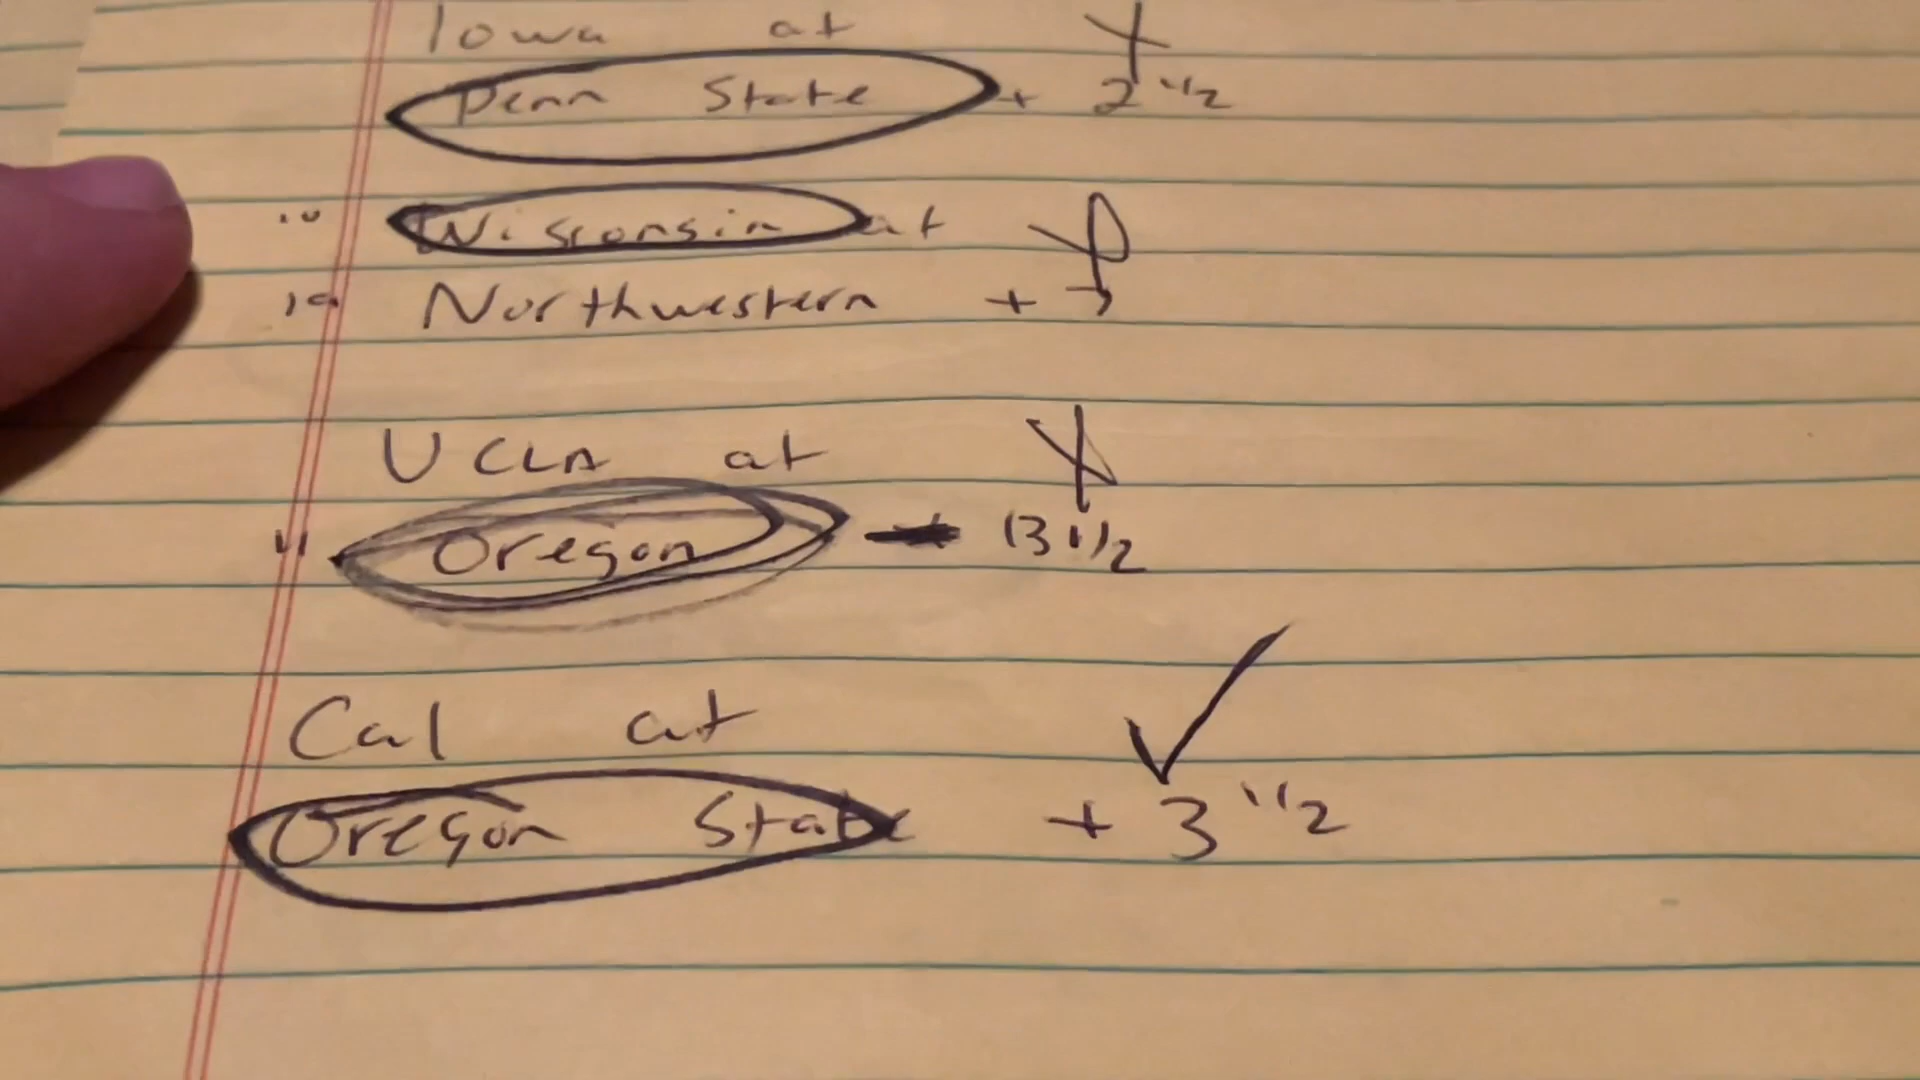 Iowa at
Penn State + 2 1/2
Wisconsin at
Northwestern +
UCLA at
Oregon - 13 1/2
Cal at
Oregon State + 3 1/2